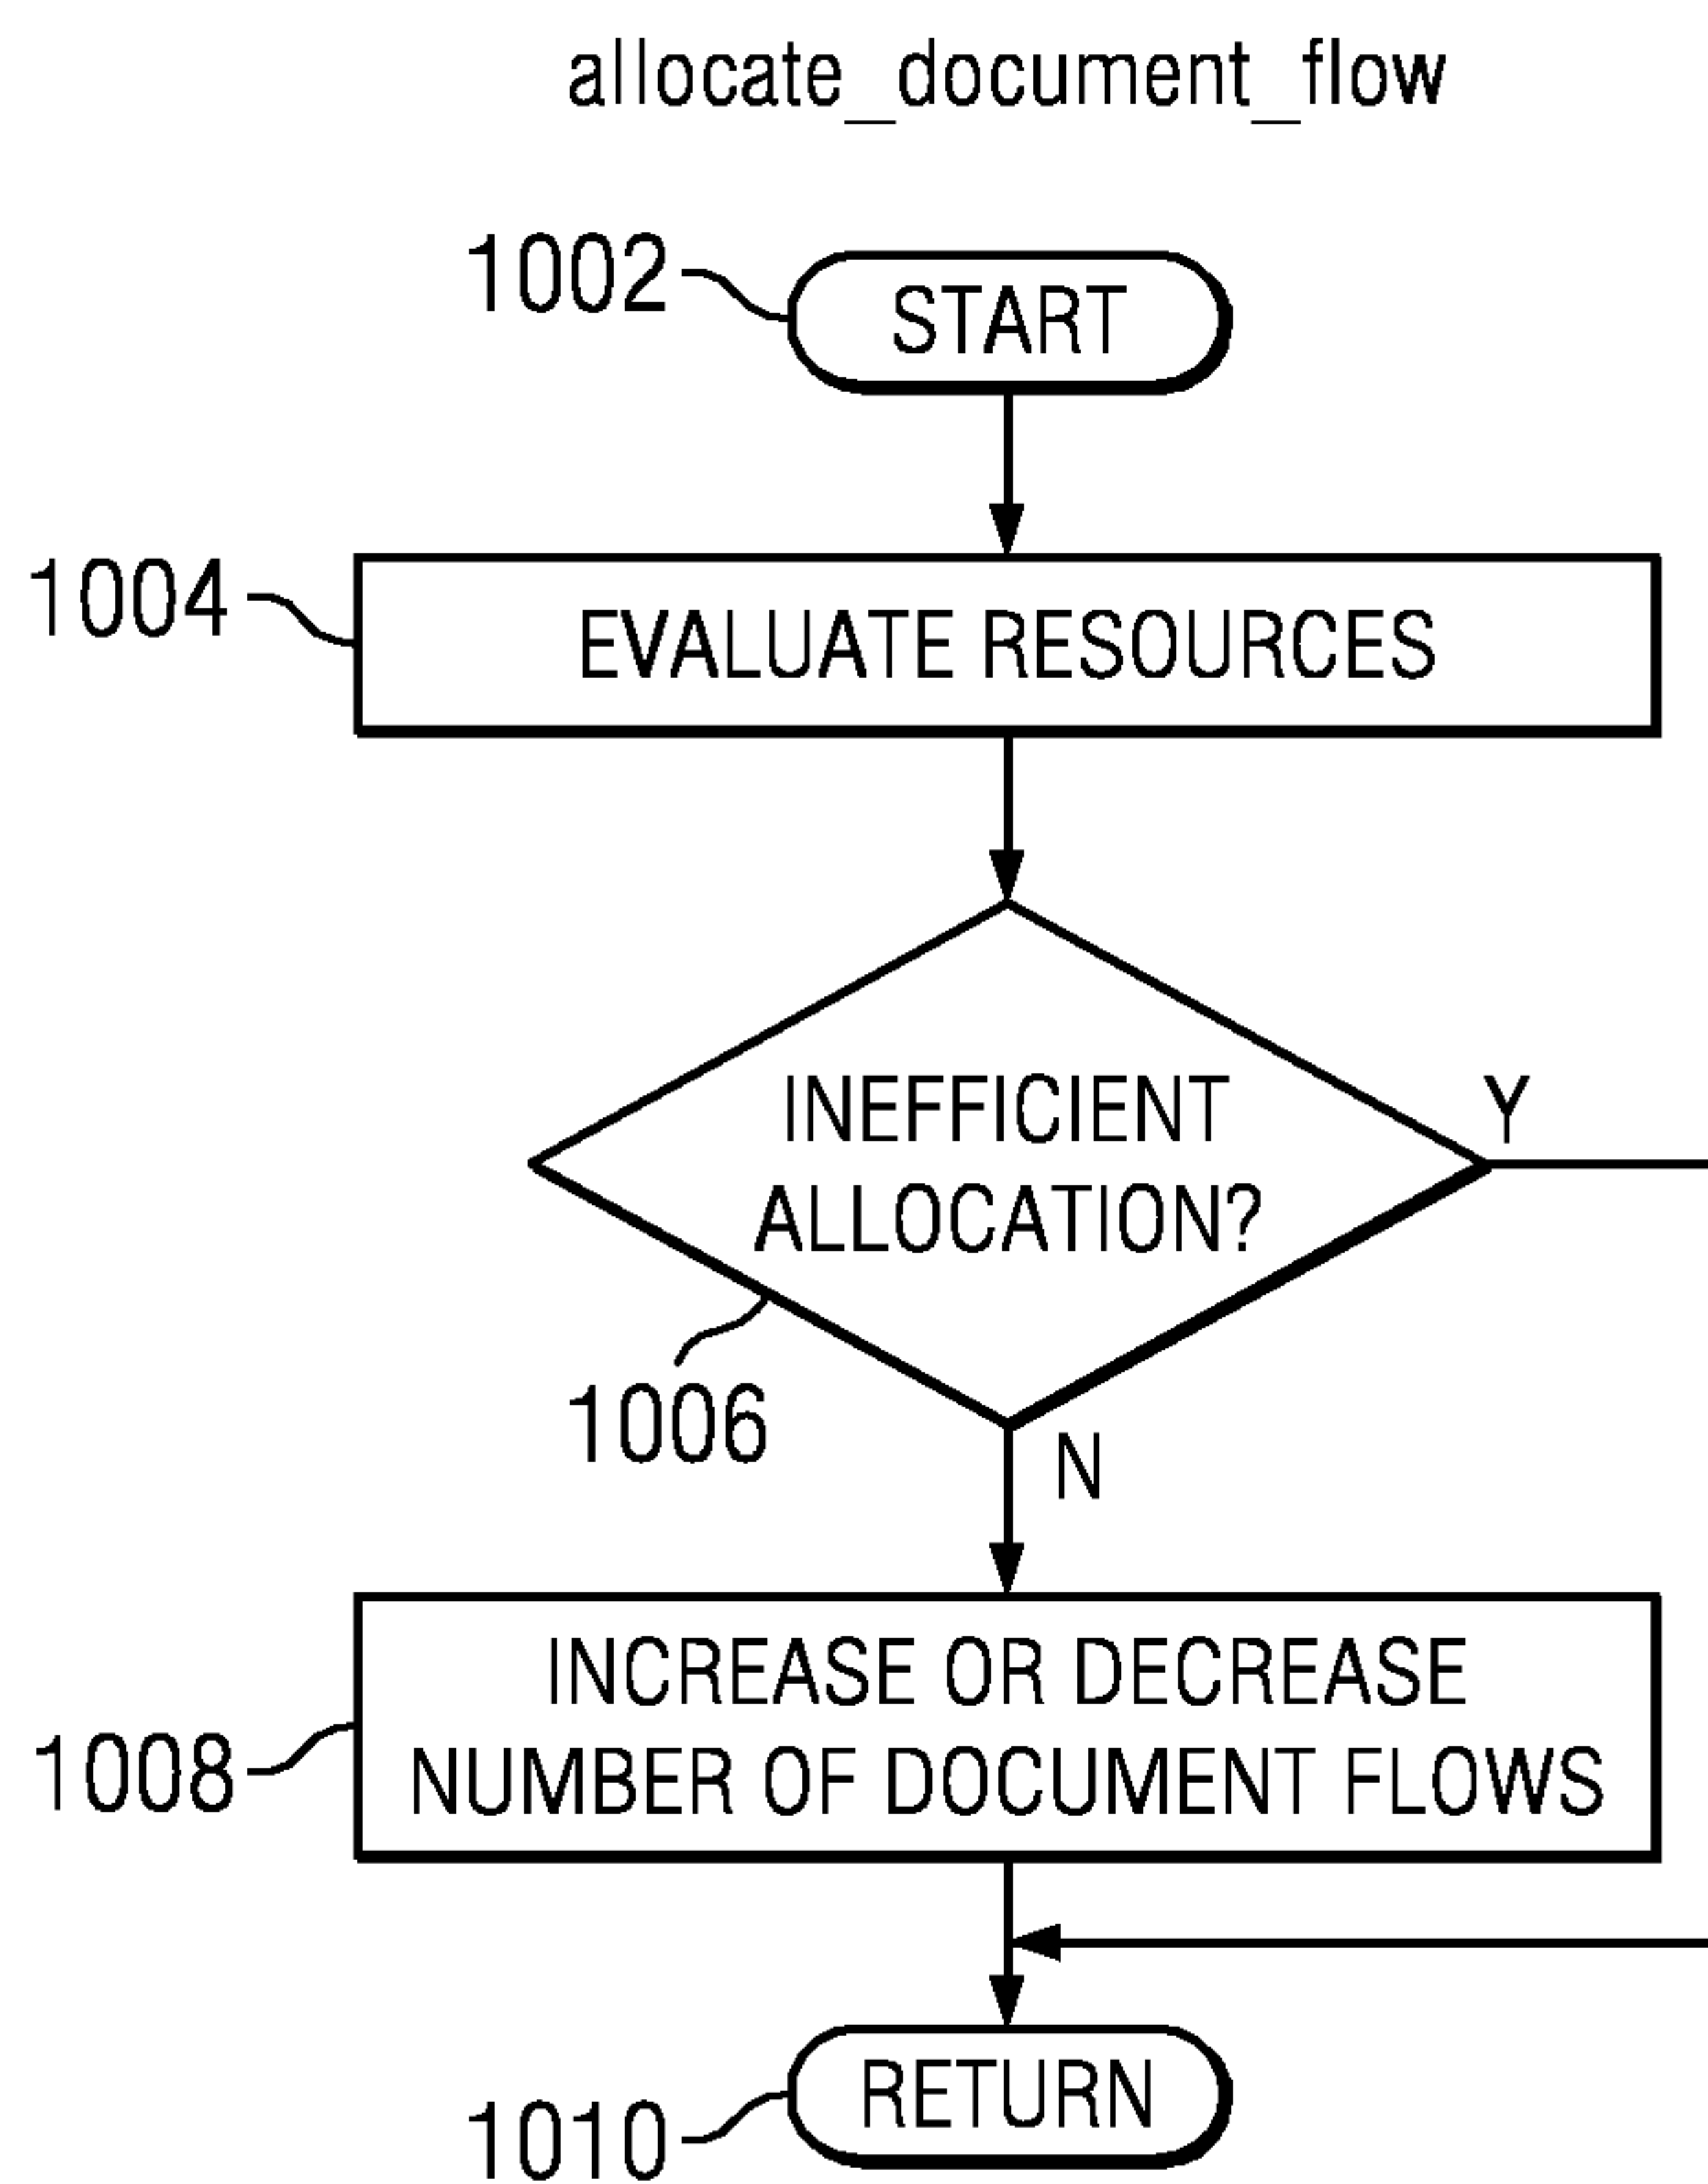 allocate_document_flow
1002
START
1004
EVALUATE RESOURCES
INEFFICIENT
ALLOCATION?
Y
1006
N
INCREASE OR DECREASE
NUMBER OF DOCUMENT FLOWS
1008
RETURN
1010